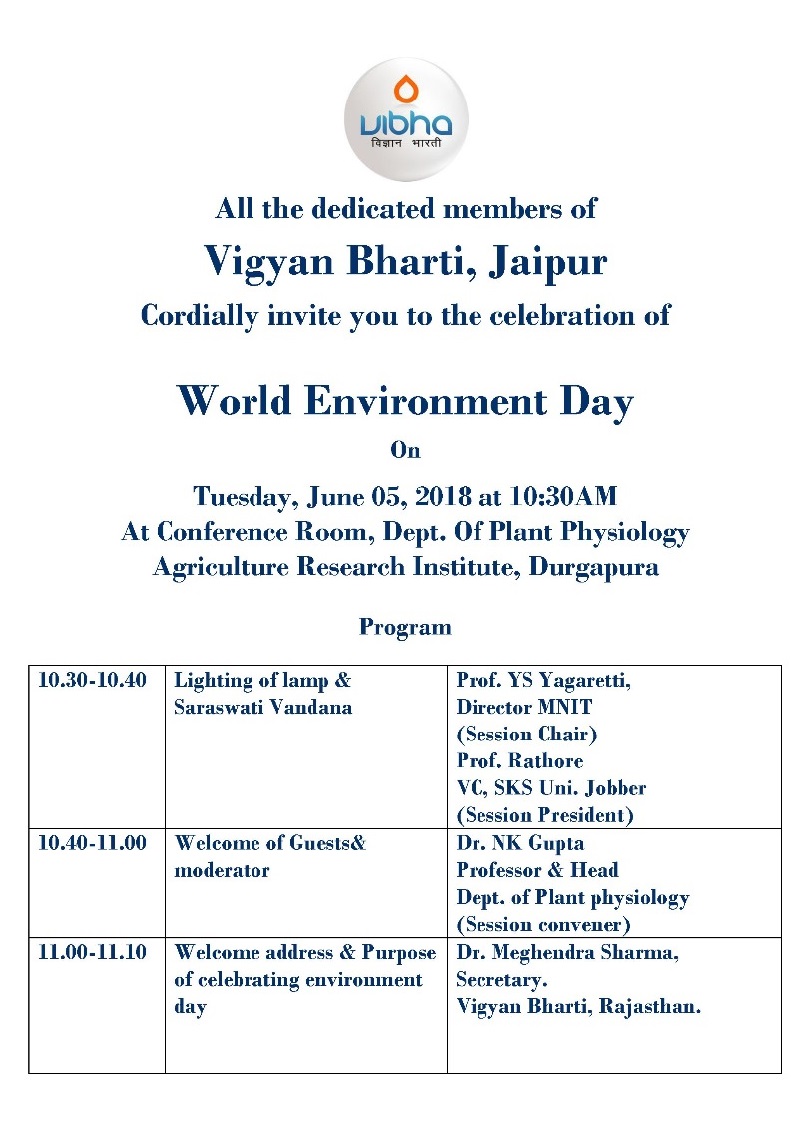 vibha
विज्ञान भारती
All the dedicated members of
Vigyan Bharti, Jaipur
Cordially invite you to the celebration of
World Environment Day
On
Tuesday, June 05, 2018 at 10:30AM
At Conference Room, Dept. Of Plant Physiology
Agriculture Research Institute, Durgapura
Program
10.30-10.40
Lighting of lamp &
Saraswati Vandana
Prof. YS Yagaretti,
Director MNIT
(Session Chair)
Prof. Rathore
VC, SKS Uni. Jobber
(Session President)
10.40-11.00
Welcome of Guests&
moderator
Dr. NK Gupta
Professor & Head
Dept. of Plant physiology
(Session convener)
11.00-11.10
Welcome address & Purpose
of celebrating environment
day
Dr. Meghendra Sharma,
Secretary.
Vigyan Bharti, Rajasthan.